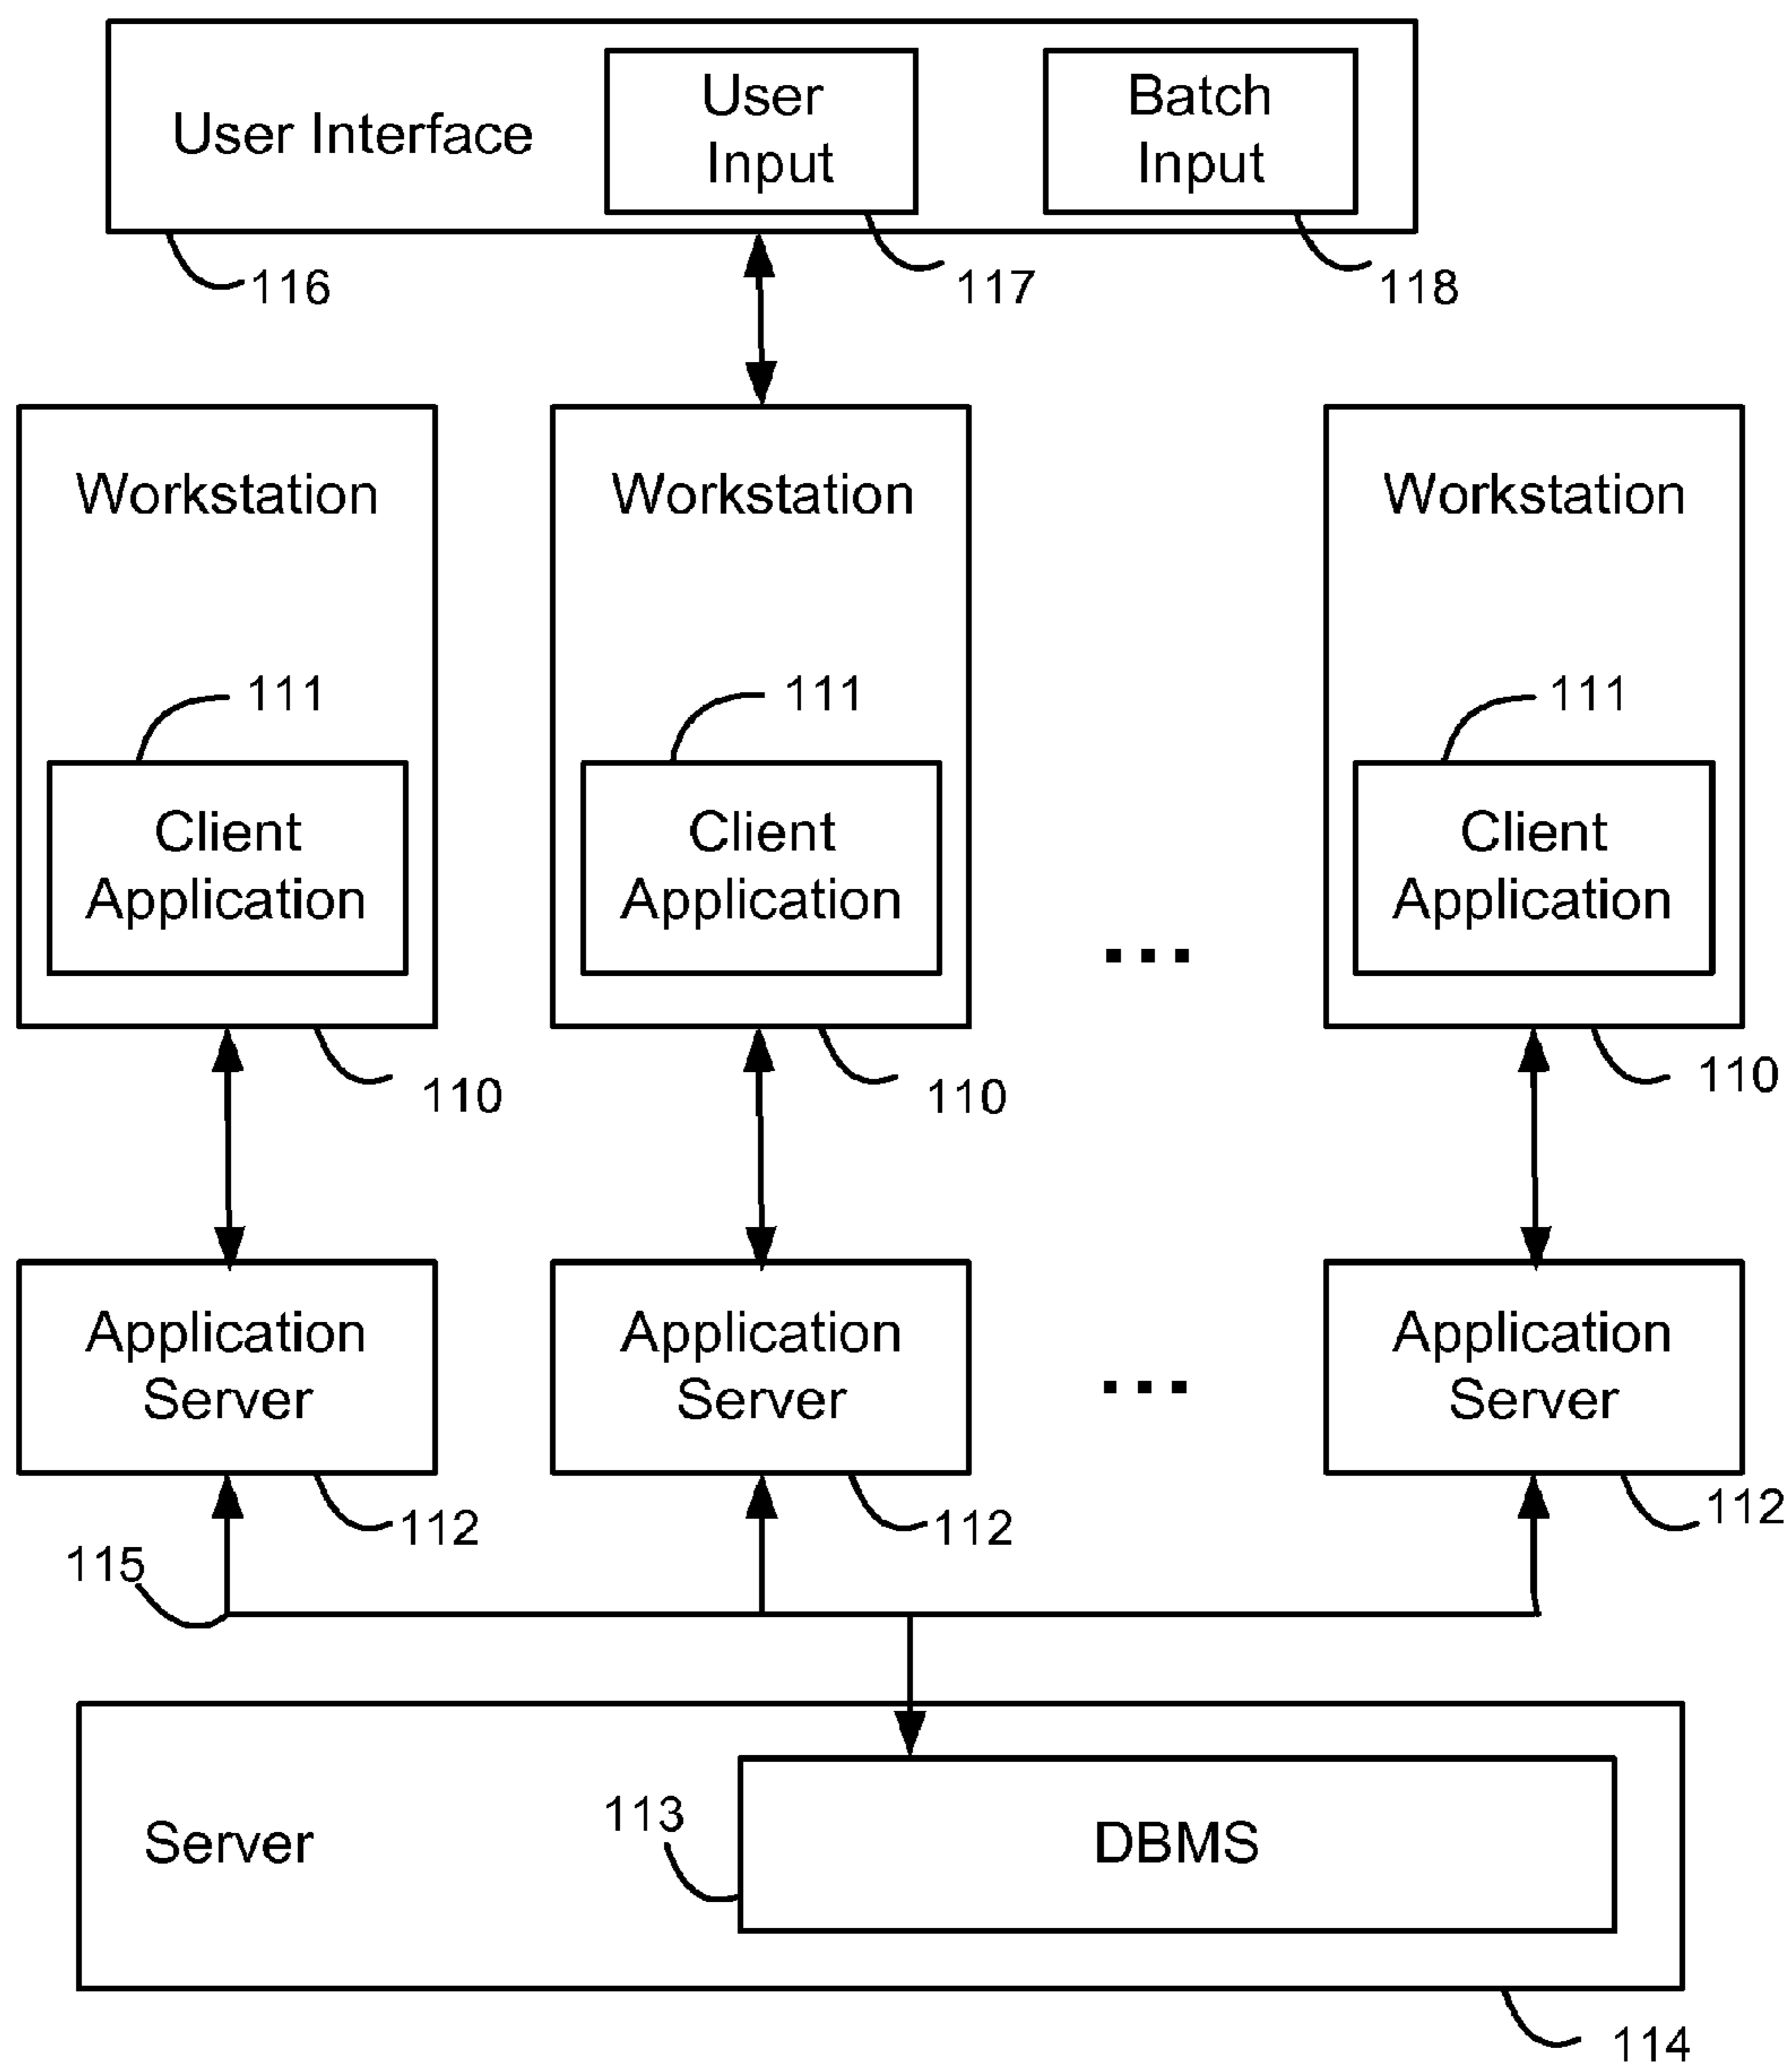 User Interface
User
Input
Batch
Input
116
117
118
Workstation
Workstation
Workstation
111
111
111
Client
Application
Client
Application
Client
Application
...
110
110
110
Application
Server
Application
Server
...
Application
Server
112
112
112
115
Server
113
DBMS
114